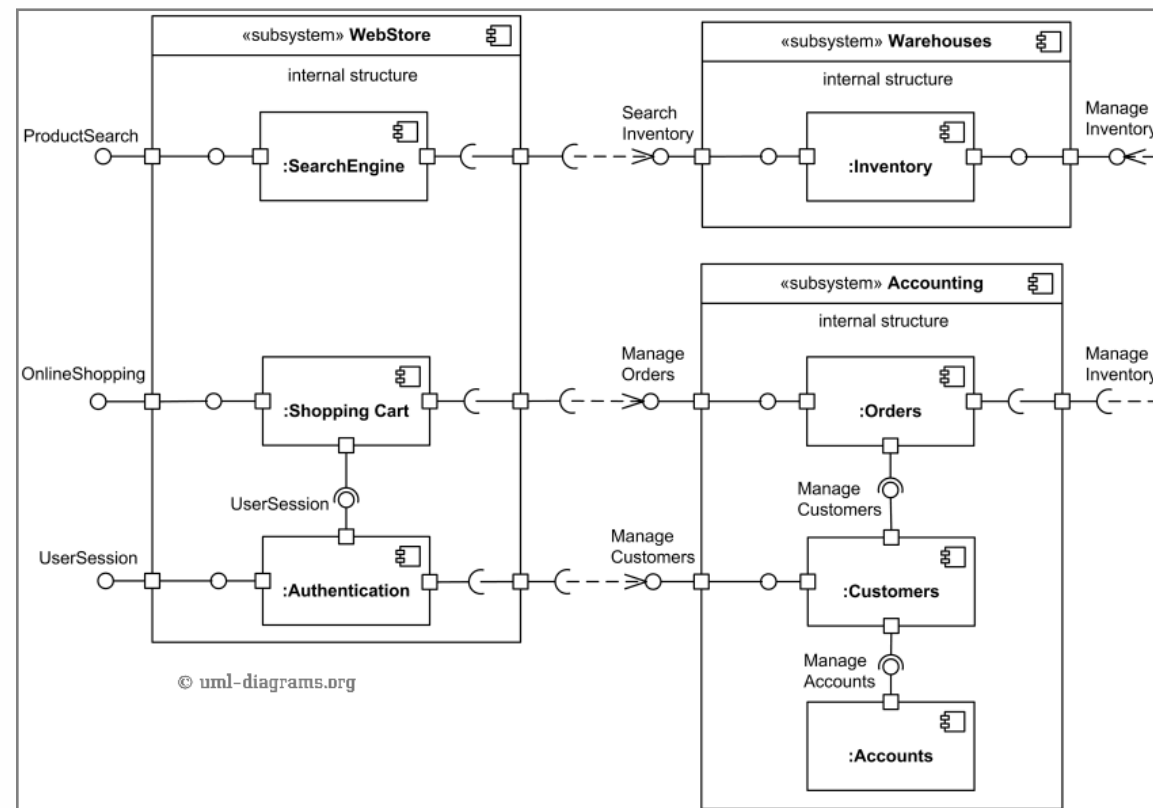 «subsystem» WebStore
internal structure
ProductSearch
:SearchEngine
OnlineShopping
:Shopping Cart
UserSession
UserSession
:Authentication
© uml-diagrams.org
«subsystem» Warehouses
internal structure
Search
Inventory
:Inventory
Manage
Inventory
«subsystem» Accounting
internal structure
Manage
Orders
:Orders
Manage
Inventory
Manage
Customers
Manage
Customers
:Customers
Manage
Accounts
:Accounts